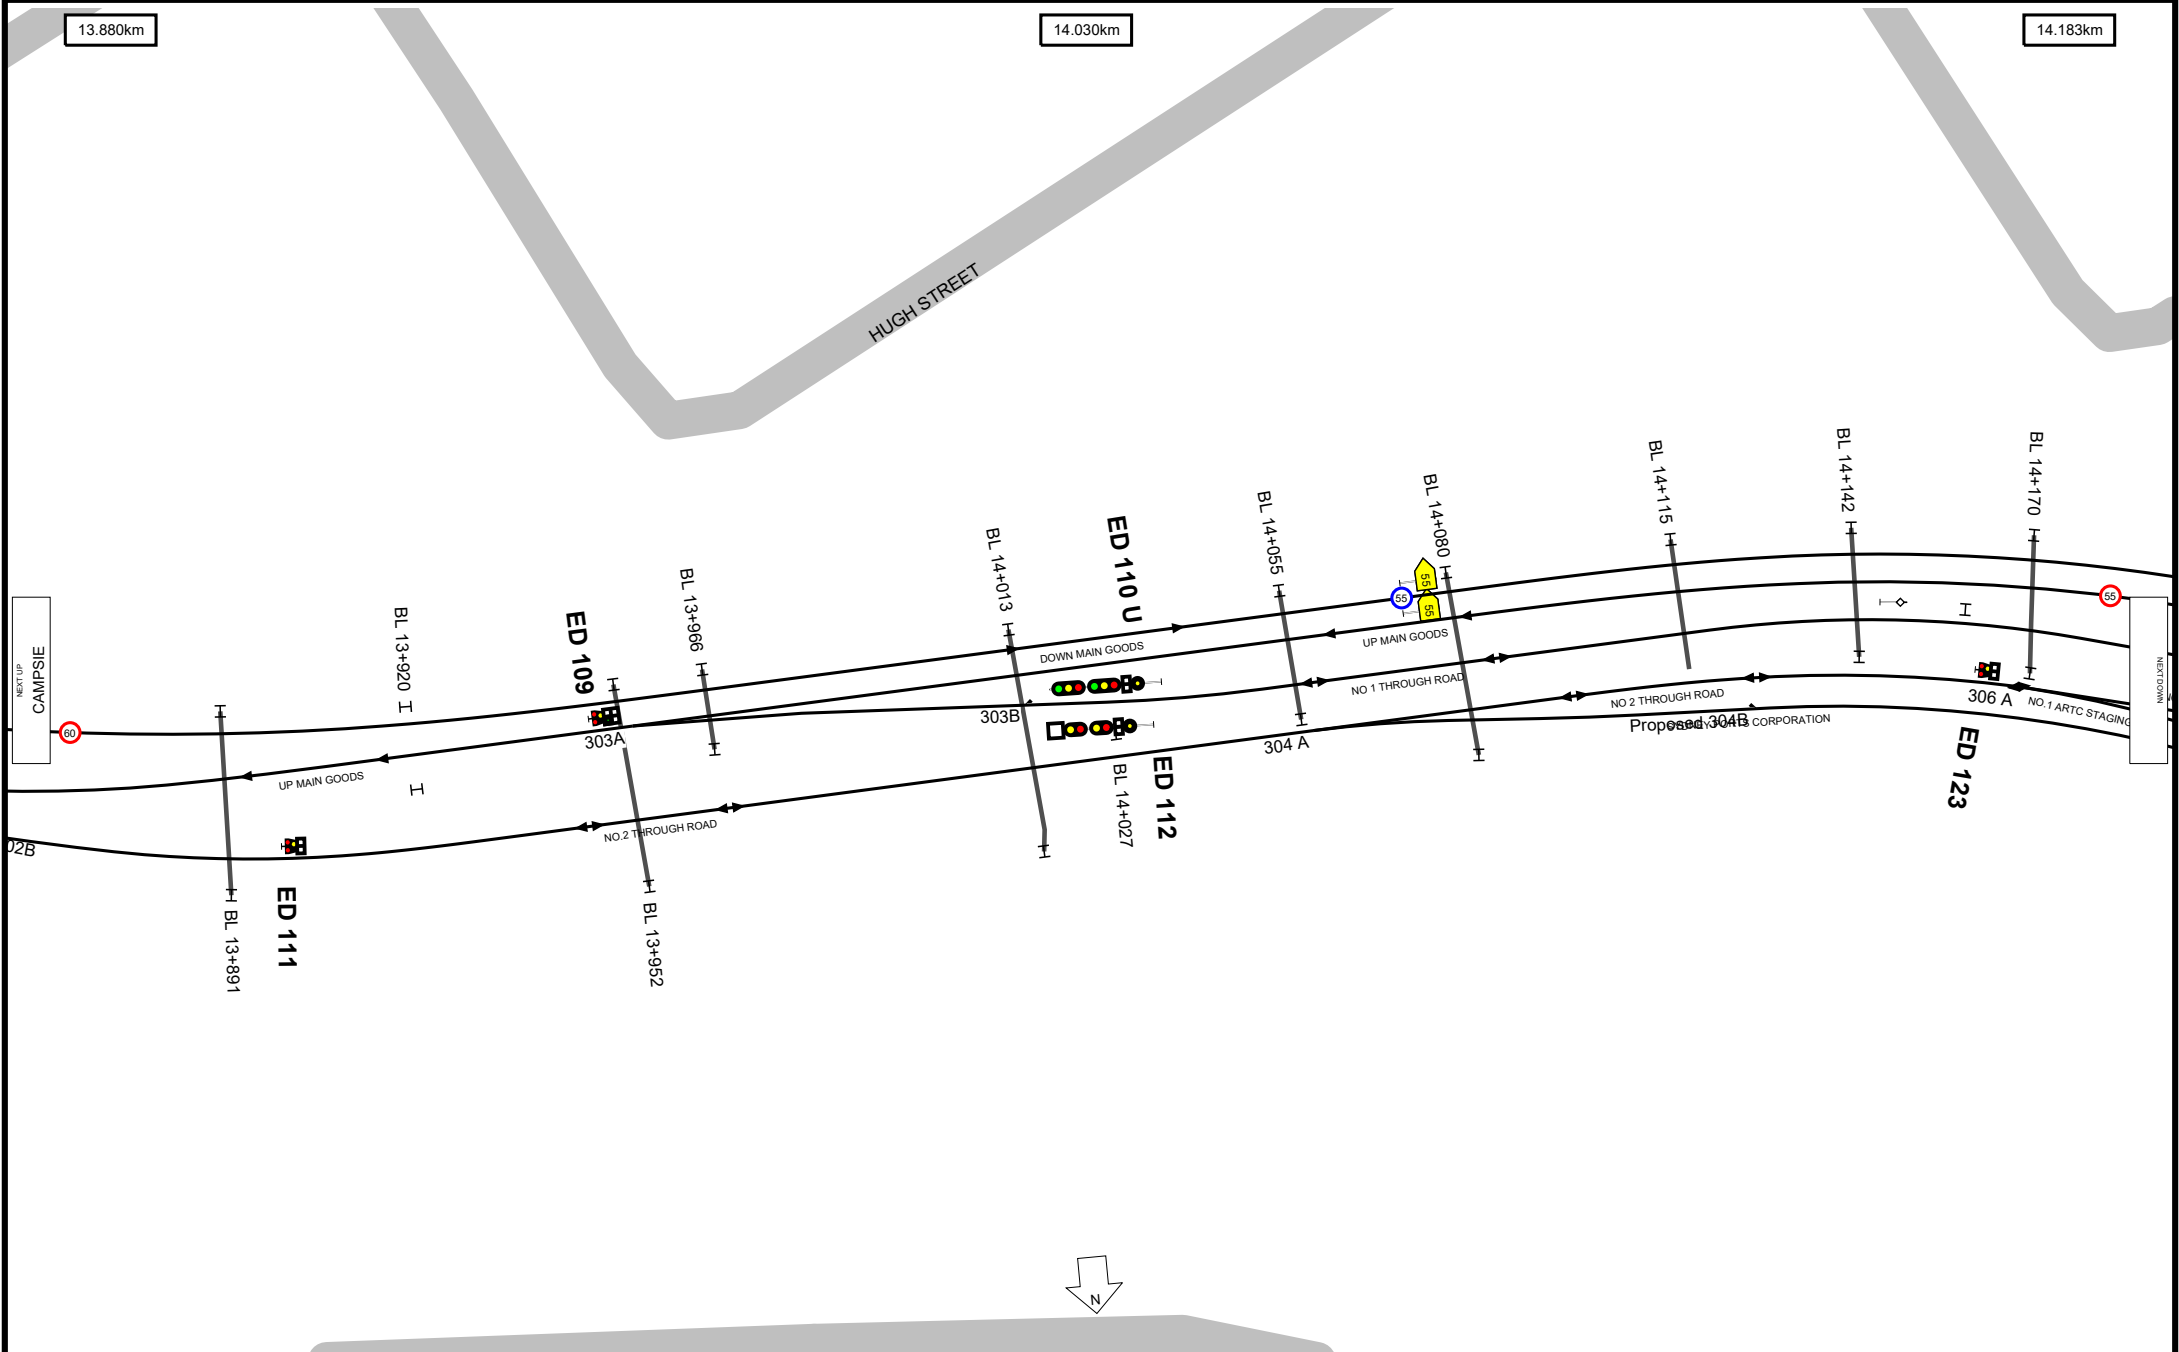 13.880km
14.030km
14.183km
HUGH STREET
BL 14+115
BL 14+142
BL 14+170
BL 14+080
BL 14+055
ED 110 U
BL 14+013
BL 13+966
ED 109
BL 13+920
55
55
55
55
NEXT UP
CAMPSIE
60
DOWN MAIN GOODS
UP MAIN GOODS
NO 1 THROUGH ROAD
NO 2 THROUGH ROAD
306 A
NO.1 ARTC STAGING
NEXT DOWN
303B
Proposed 304B
SYDNEY PORTS CORPORATION
303A
304 A
UP MAIN GOODS
ED 123
BL 14+027
ED 112
NO.2 THROUGH ROAD
02B
ED 111
BL 13+891
BL 13+952
N